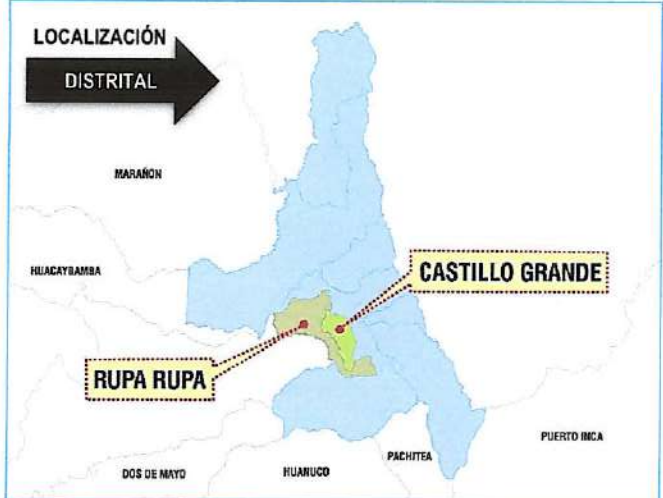 LOCALIZACIÓN
DISTRITAL
MARAÑON
HUACAYBAMBA
CASTILLO GRANDE
RUPA RUPA
PUERTO INCA
PACHITEA
DOS DE MAYO
HUANUCO